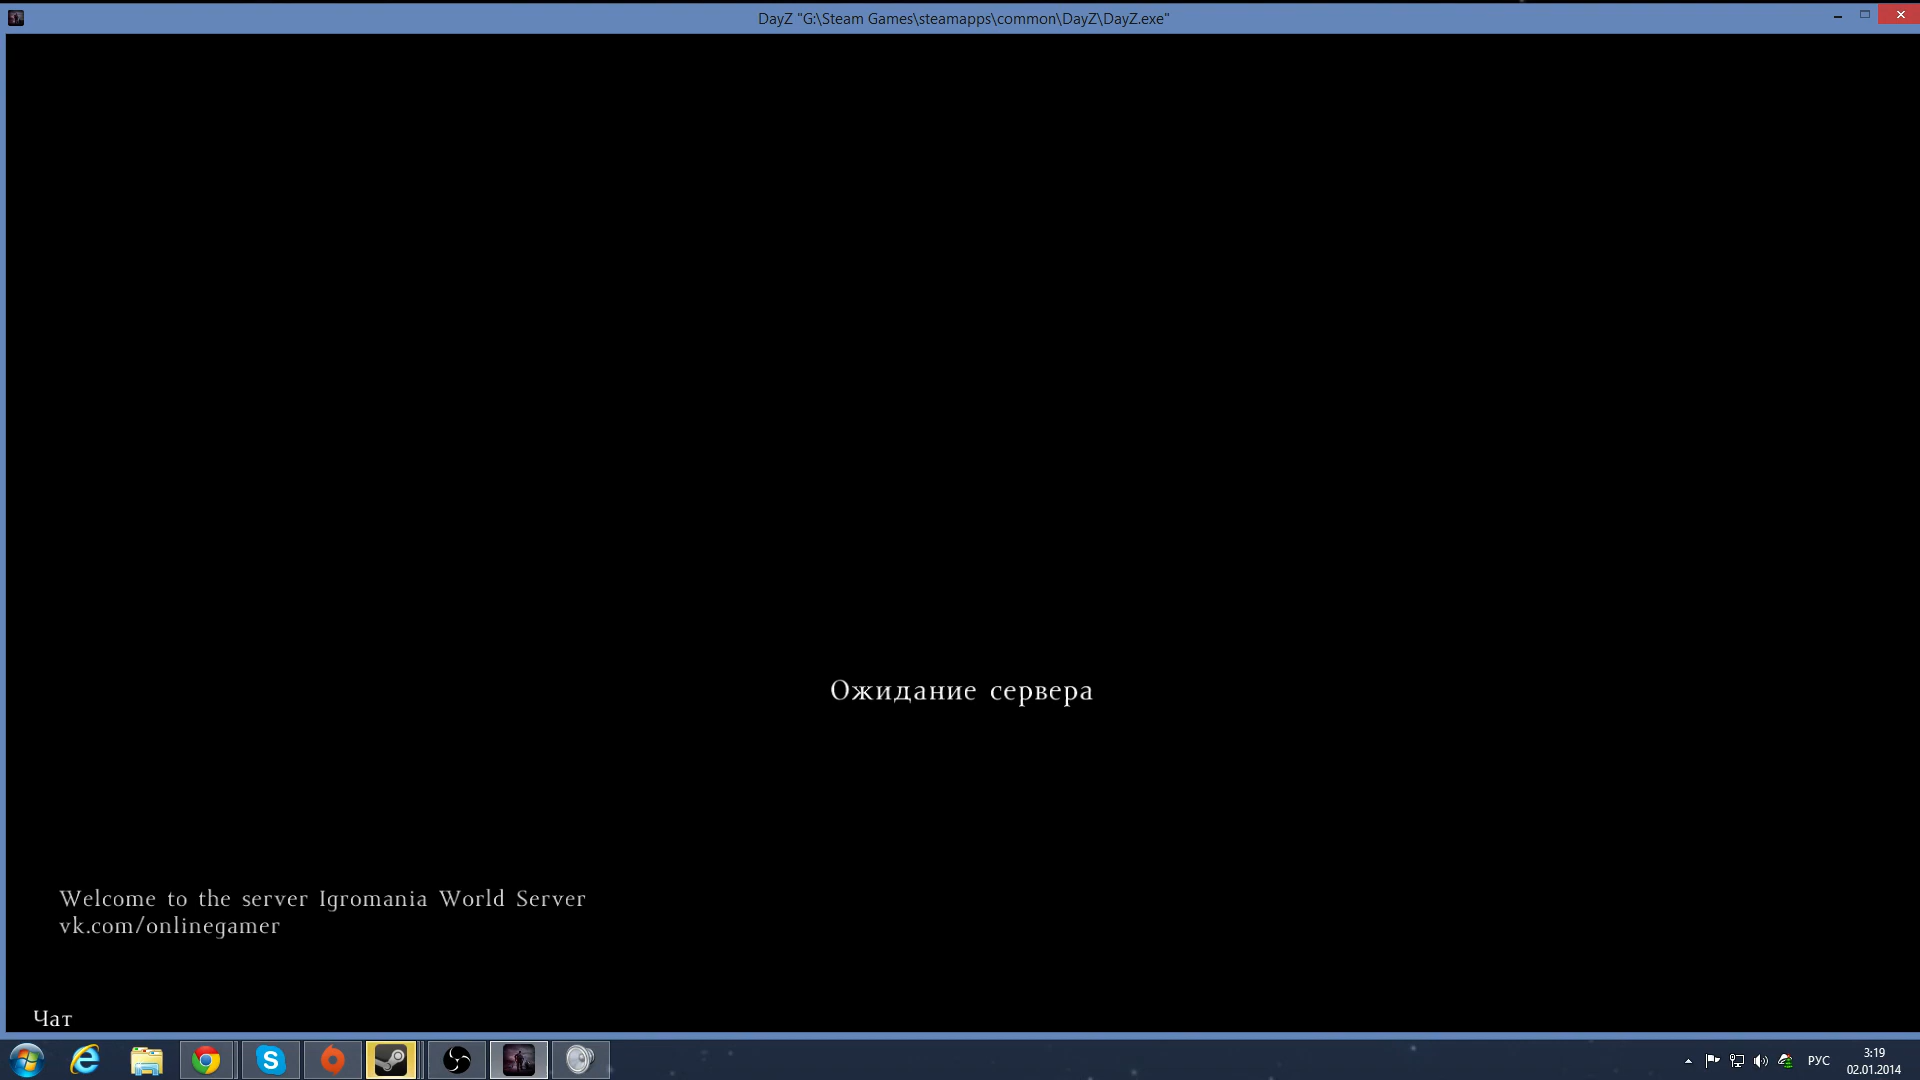 DayZ "G:\Steam Games\steamapps\common\DayZ\DayZ.exe"
Ожидание сервера
Welcome to the server Igromania World Server
vk.com/onlinegamer
Чат
РУС
3:19
02.01.2014